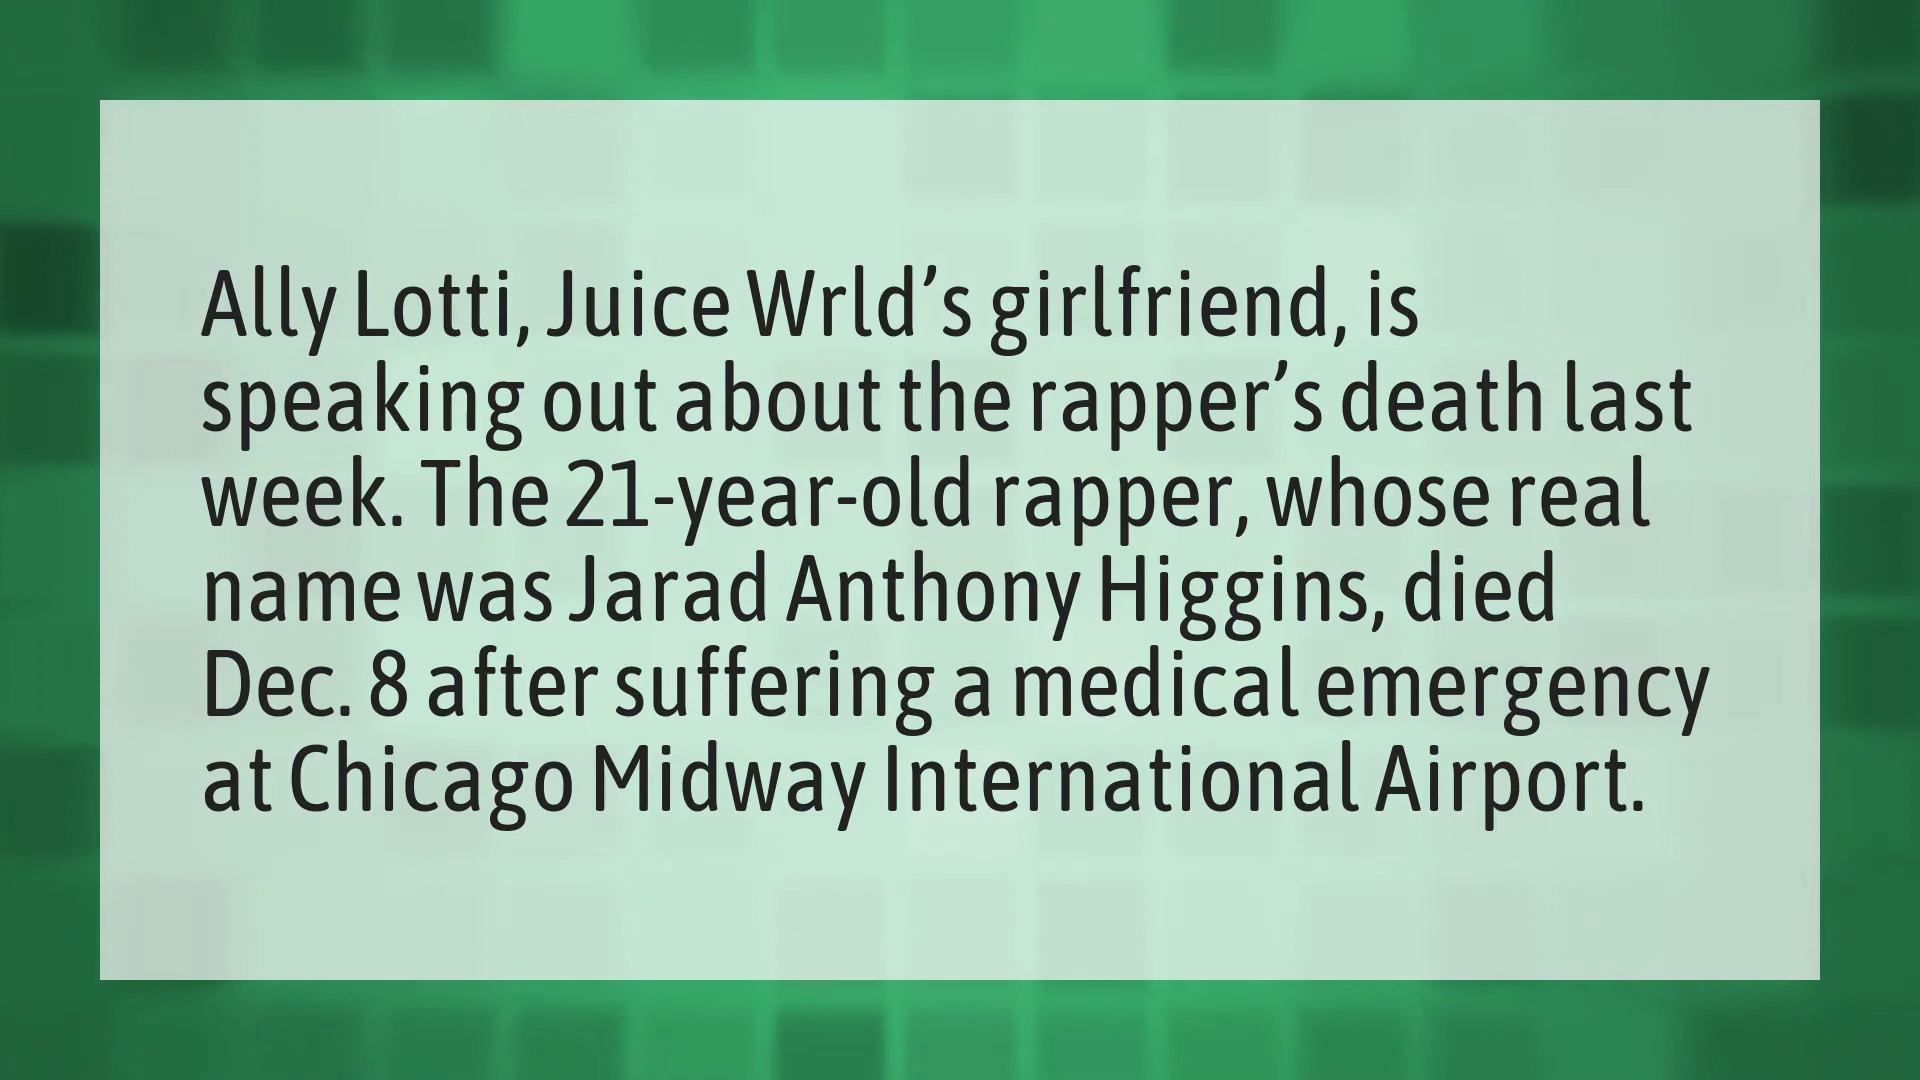 Ally Lotti, Juice Wrld’s girlfriend, is
speaking out about the rapper’s death last
week. The 21-year-old rapper, whose real
name was Jarad Anthony Higgins, died
Dec. 8 after suffering a medical emergency
at Chicago Midway International Airport.